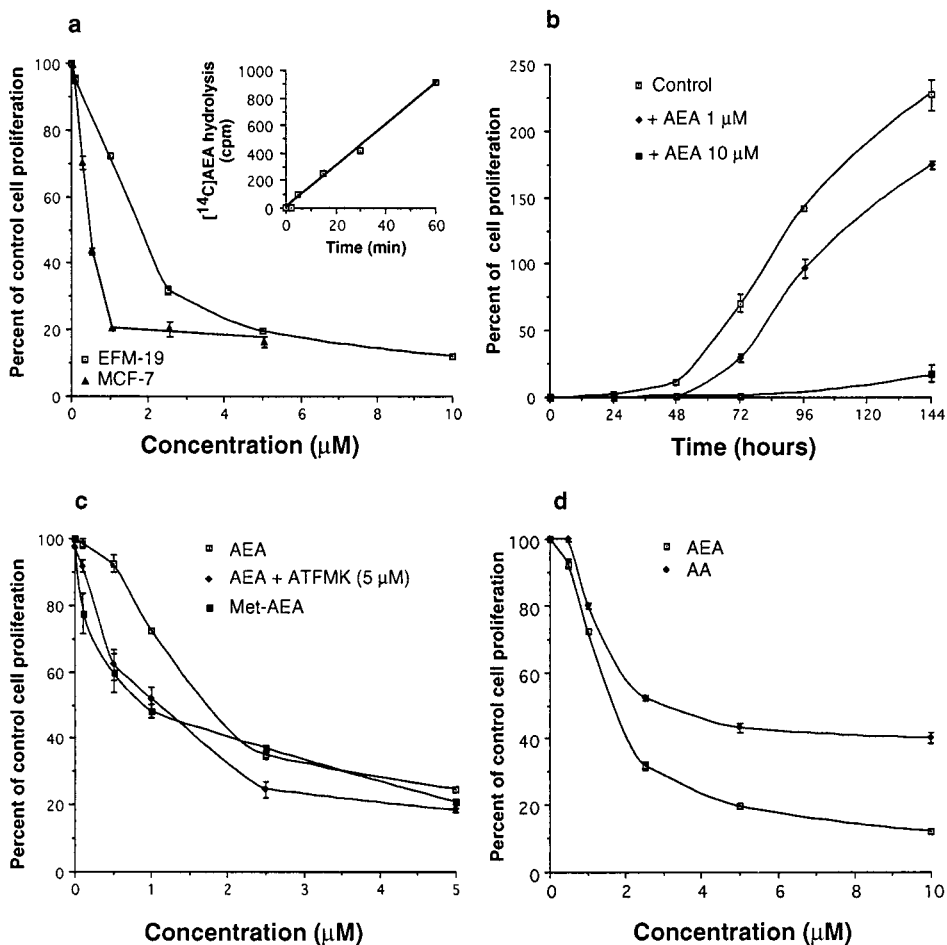 a
Percent of control cell proliferation
100
80
60
40
20
0
0
2
4
6
8
10
Concentration (μM)
EFM-19
MCF-7
[14C]AEA hydrolysis
(cpm)
1000
800
600
400
200
0
0
20
40
60
Time (min)
b
Percent of cell proliferation
250
225
150
100
50
0
0
24
48
72
96
120
144
Time (hours)
Control
+ AEA 1 μM
+ AEA 10 μM
c
Percent of control cell proliferation
100
80
60
40
20
0
0
1
2
3
4
5
Concentration (μM)
AEA
AEA + ATFMK (5 μM)
Met-AEA
d
Percent of control cell proliferation
100
80
60
40
20
0
0
2
4
6
8
10
Concentration (μM)
AEA
AA